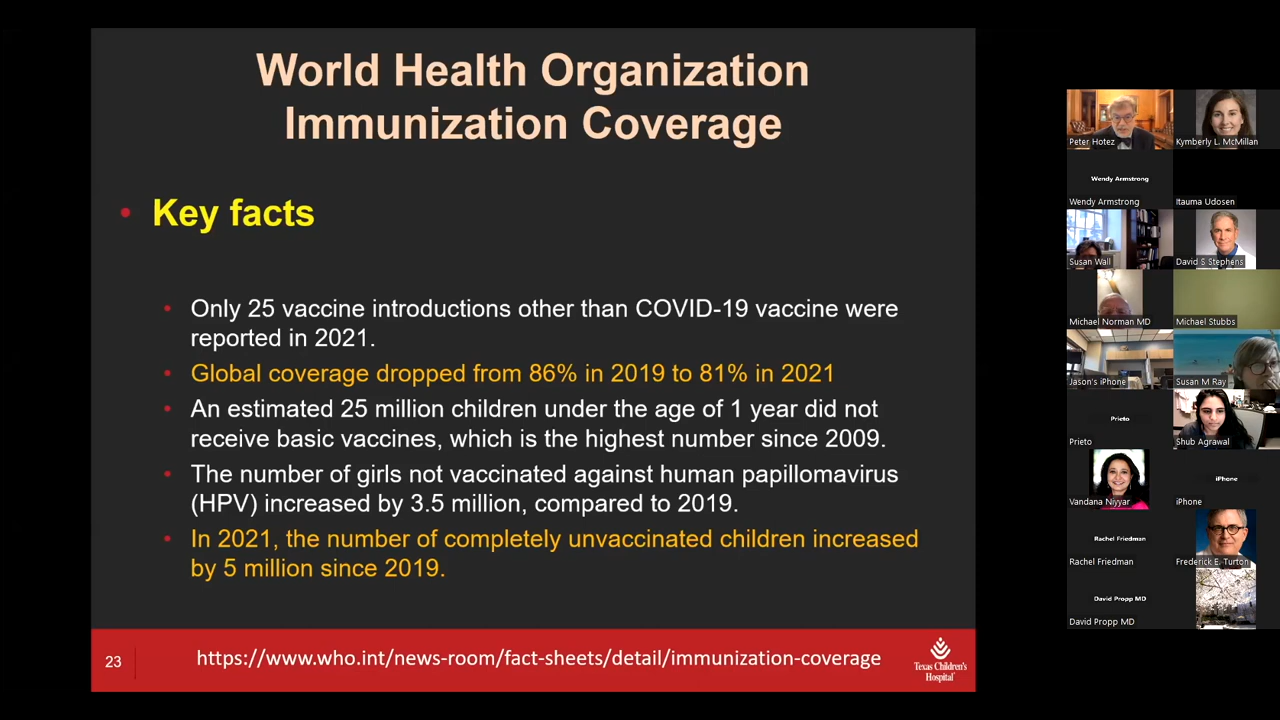 World Health Organization
Immunization Coverage
• Key facts
• Only 25 vaccine introductions other than COVID-19 vaccine were
reported in 2021.
• Global coverage dropped from 86% in 2019 to 81% in 2021
• An estimated 25 million children under the age of 1 year did not
receive basic vaccines, which is the highest number since 2009.
• The number of girls not vaccinated against human papillomavirus
(HPV) increased by 3.5 million, compared to 2019.
• In 2021, the number of completely unvaccinated children increased
by 5 million since 2019.
23
https://www.who.int/news-room/fact-sheets/detail/immunization-coverage
Texas Children's
Hospital
Peter Hotez
Kymberly L. McMillan
Wendy Armstrong
Wendy Armstrong
Itauma Udosen
Susan Wall
David S Stephens
Michael Norman MD
Michael Stubbs
Jason's iPhone
Susan M Ray
Prieto
Prieto
Shub Agrawal
Vandana Niyyar
iPhone
iPhone
Rachel Friedman
Rachel Friedman
Frederick E. Turton
David Propp MD
David Propp MD